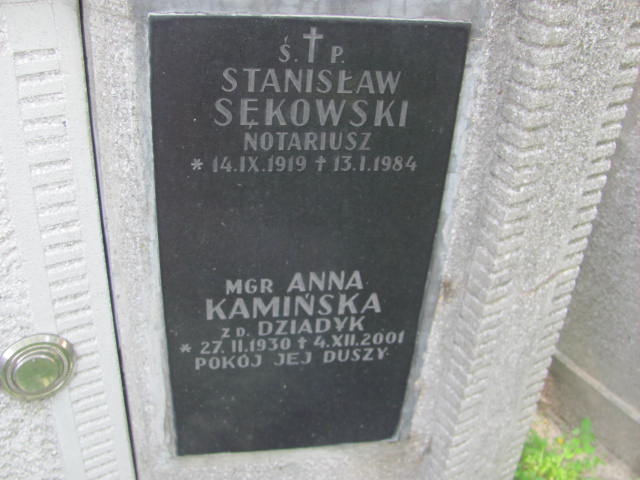 Ś. † P.
STANISŁAW
SĘKOWSKI
NOTARIUSZ
* 14.IX.1919 † 13.I.1984
MGR ANNA
KAMIŃSKA
Z D. DZIADYK
* 27.II.1930 † 4.XII.2001
POKÓJ JEJ DUSZY